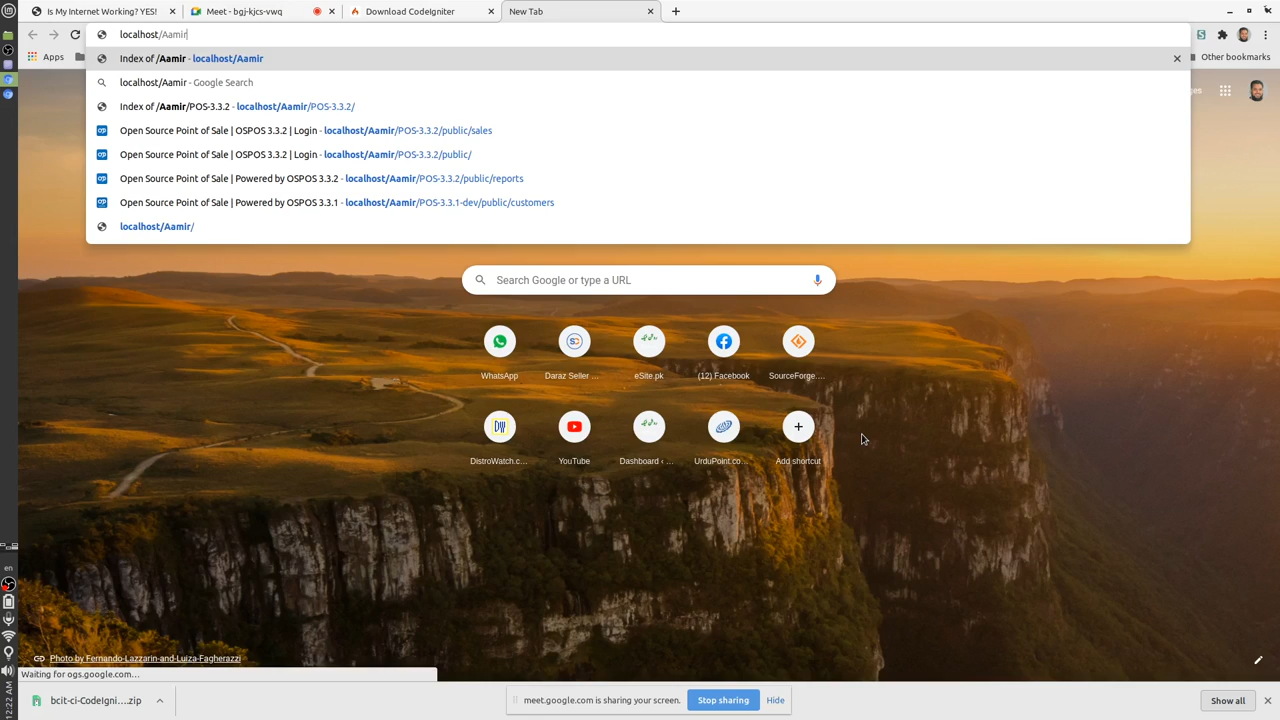 Is My Internet Working? YES!
Meet - bgj-kjcs-vwq
Download CodeIgniter
New Tab
localhost/Aamir
Apps
Other bookmarks
Index of /Aamir - localhost/Aamir
localhost/Aamir - Google Search
Index of /Aamir/POS-3.3.2 - localhost/Aamir/POS-3.3.2/
Open Source Point of Sale | OSPOS 3.3.2 | Login - localhost/Aamir/POS-3.3.2/public/sales
Open Source Point of Sale | OSPOS 3.3.2 | Login - localhost/Aamir/POS-3.3.2/public/
Open Source Point of Sale | Powered by OSPOS 3.3.2 - localhost/Aamir/POS-3.3.2/public/reports
Open Source Point of Sale | Powered by OSPOS 3.3.1 - localhost/Aamir/POS-3.3.1-dev/public/customers
localhost/Aamir/
Search Google or type a URL
WhatsApp
Daraz Seller ...
eSite.pk
(12) Facebook
SourceForge....
DistroWatch.c...
YouTube
Dashboard ‹ ...
UrduPoint.co...
Add shortcut
en
12:22 AM
Photo by Fernando-Lazzarin-and-Luiza-Fagherazzi
Waiting for ogs.google.com...
bcit-ci-CodeIgni....zip
meet.google.com is sharing your screen.
Stop sharing
Hide
Show all